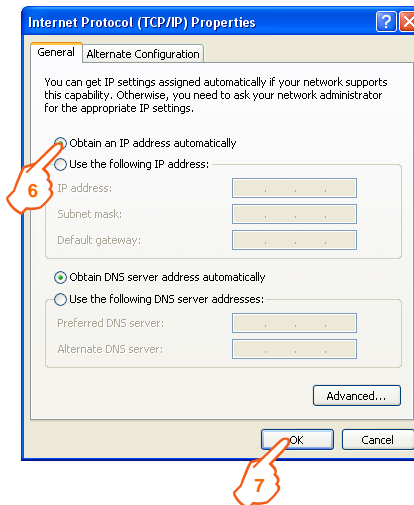 Internet Protocol (TCP/IP) Properties
General
Alternate Configuration
You can get IP settings assigned automatically if your network supports
this capability. Otherwise, you need to ask your network administrator
for the appropriate IP settings.
Obtain an IP address automatically
6
Use the following IP address:
IP address:
Subnet mask:
Default gateway:
Obtain DNS server address automatically
Use the following DNS server addresses:
Preferred DNS server:
Alternate DNS server:
Advanced...
OK
Cancel
7